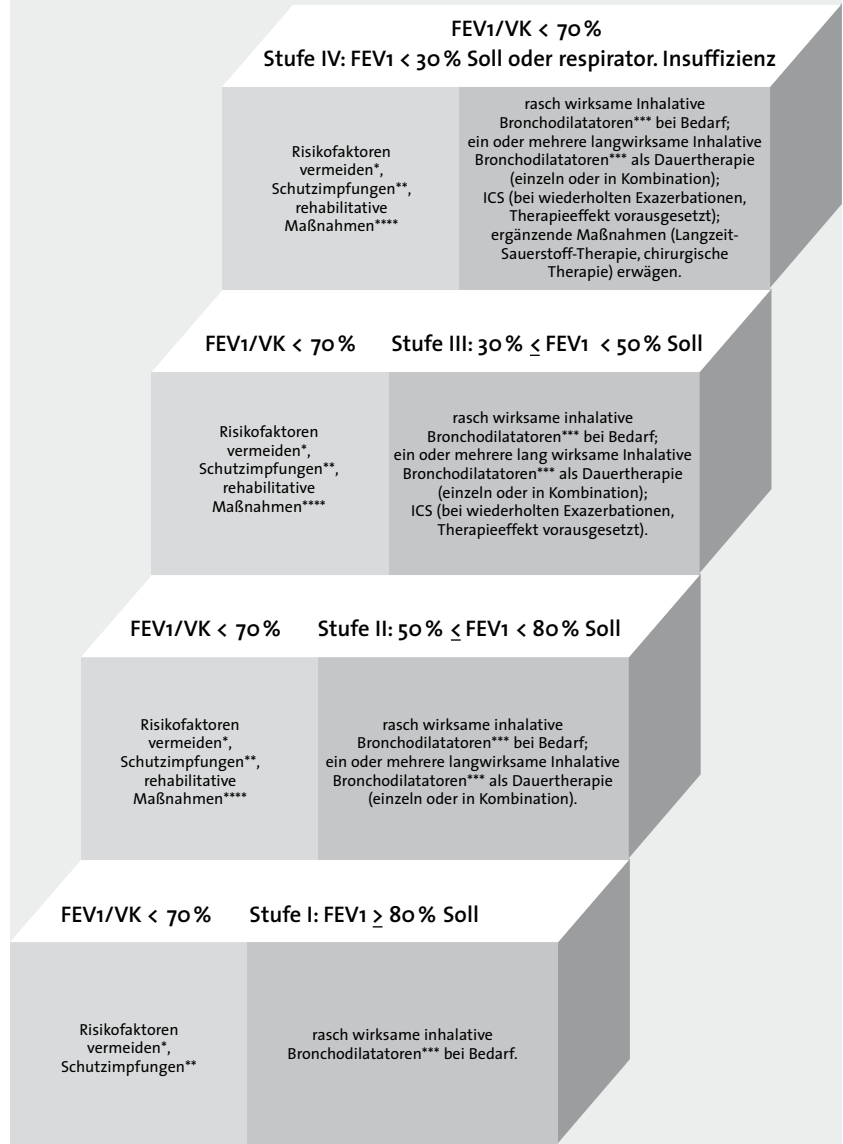 FEV1/VK < 70 %
Stufe IV: FEV1 < 30 % Soll oder respirator. Insuffizienz
Risikofaktoren
vermeiden*,
Schutzimpfungen**,
rehabilitative
Maßnahmen****
rasch wirksame Inhalative
Bronchodilatatoren*** bei Bedarf;
ein oder mehrere langwirksame Inhalative
Bronchodilatatoren*** als Dauertherapie
(einzeln oder in Kombination);
ICS (bei wiederholten Exazerbationen,
Therapieeffekt vorausgesetzt);
ergänzende Maßnahmen (Langzeit-
Sauerstoff-Therapie, chirurgische
Therapie) erwägen.
FEV1/VK < 70 % Stufe III: 30 % ≤ FEV1 < 50 % Soll
Risikofaktoren
vermeiden*,
Schutzimpfungen**,
rehabilitative
Maßnahmen****
rasch wirksame inhalative
Bronchodilatatoren*** bei Bedarf;
ein oder mehrere lang wirksame Inhalative
Bronchodilatatoren*** als Dauertherapie
(einzeln oder in Kombination);
ICS (bei wiederholten Exazerbationen,
Therapieeffekt vorausgesetzt).
FEV1/VK < 70 % Stufe II: 50 % ≤ FEV1 < 80 % Soll
Risikofaktoren
vermeiden*,
Schutzimpfungen**,
rehabilitative
Maßnahmen****
rasch wirksame inhalative
Bronchodilatatoren*** bei Bedarf;
ein oder mehrere langwirksame Inhalative
Bronchodilatatoren*** als Dauertherapie
(einzeln oder in Kombination).
FEV1/VK < 70 % Stufe I: FEV1 ≥ 80 % Soll
Risikofaktoren
vermeiden*,
Schutzimpfungen**
rasch wirksame inhalative
Bronchodilatatoren*** bei Bedarf.